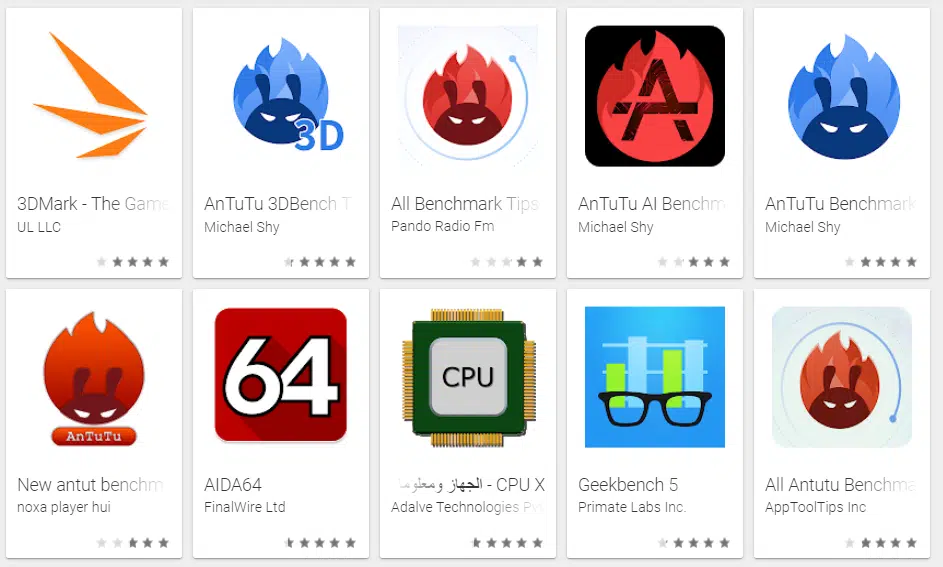 3D
A
3DMark - The Game
UL LLC
AnTuTu 3DBench T
Michael Shy
All Benchmark Tips
Pando Radio Fm
AnTuTu AI Benchm
Michael Shy
AnTuTu Benchmark
Michael Shy
AnTuTu
64
CPU
New antut benchm
noxa player hui
AIDA64
FinalWire Ltd
CPU X - الجهاز ومعلوما
Adalve Technologies Pv
Geekbench 5
Primate Labs Inc.
All Antutu Benchma
AppToolTips Inc